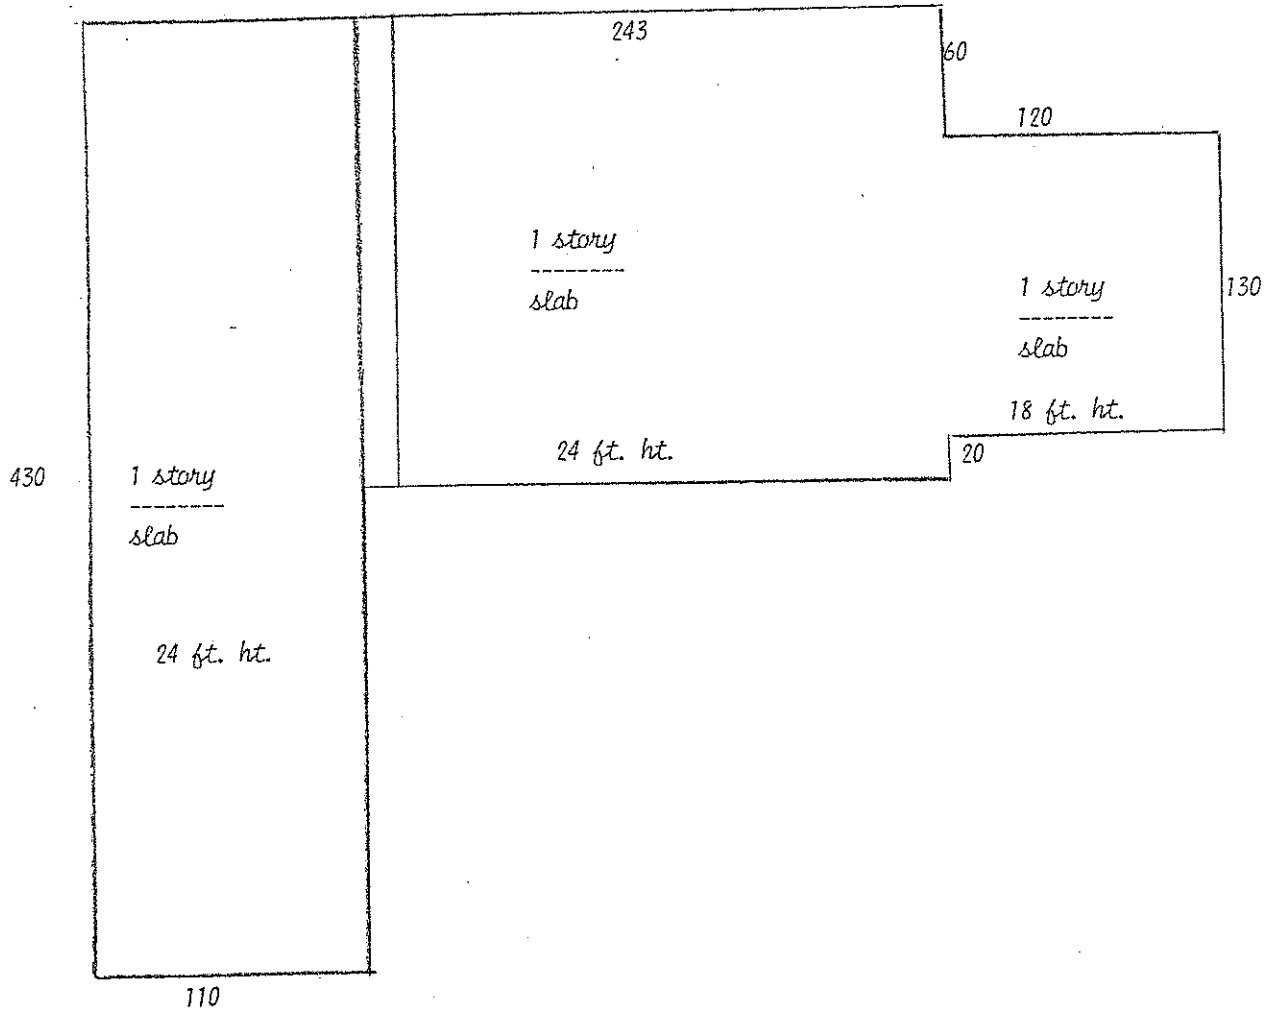 243
60
120
1 story
--------
slab
1 story
--------
slab
130
18 ft. ht.
24 ft. ht.
20
430
1 story
--------
slab
24 ft. ht.
110